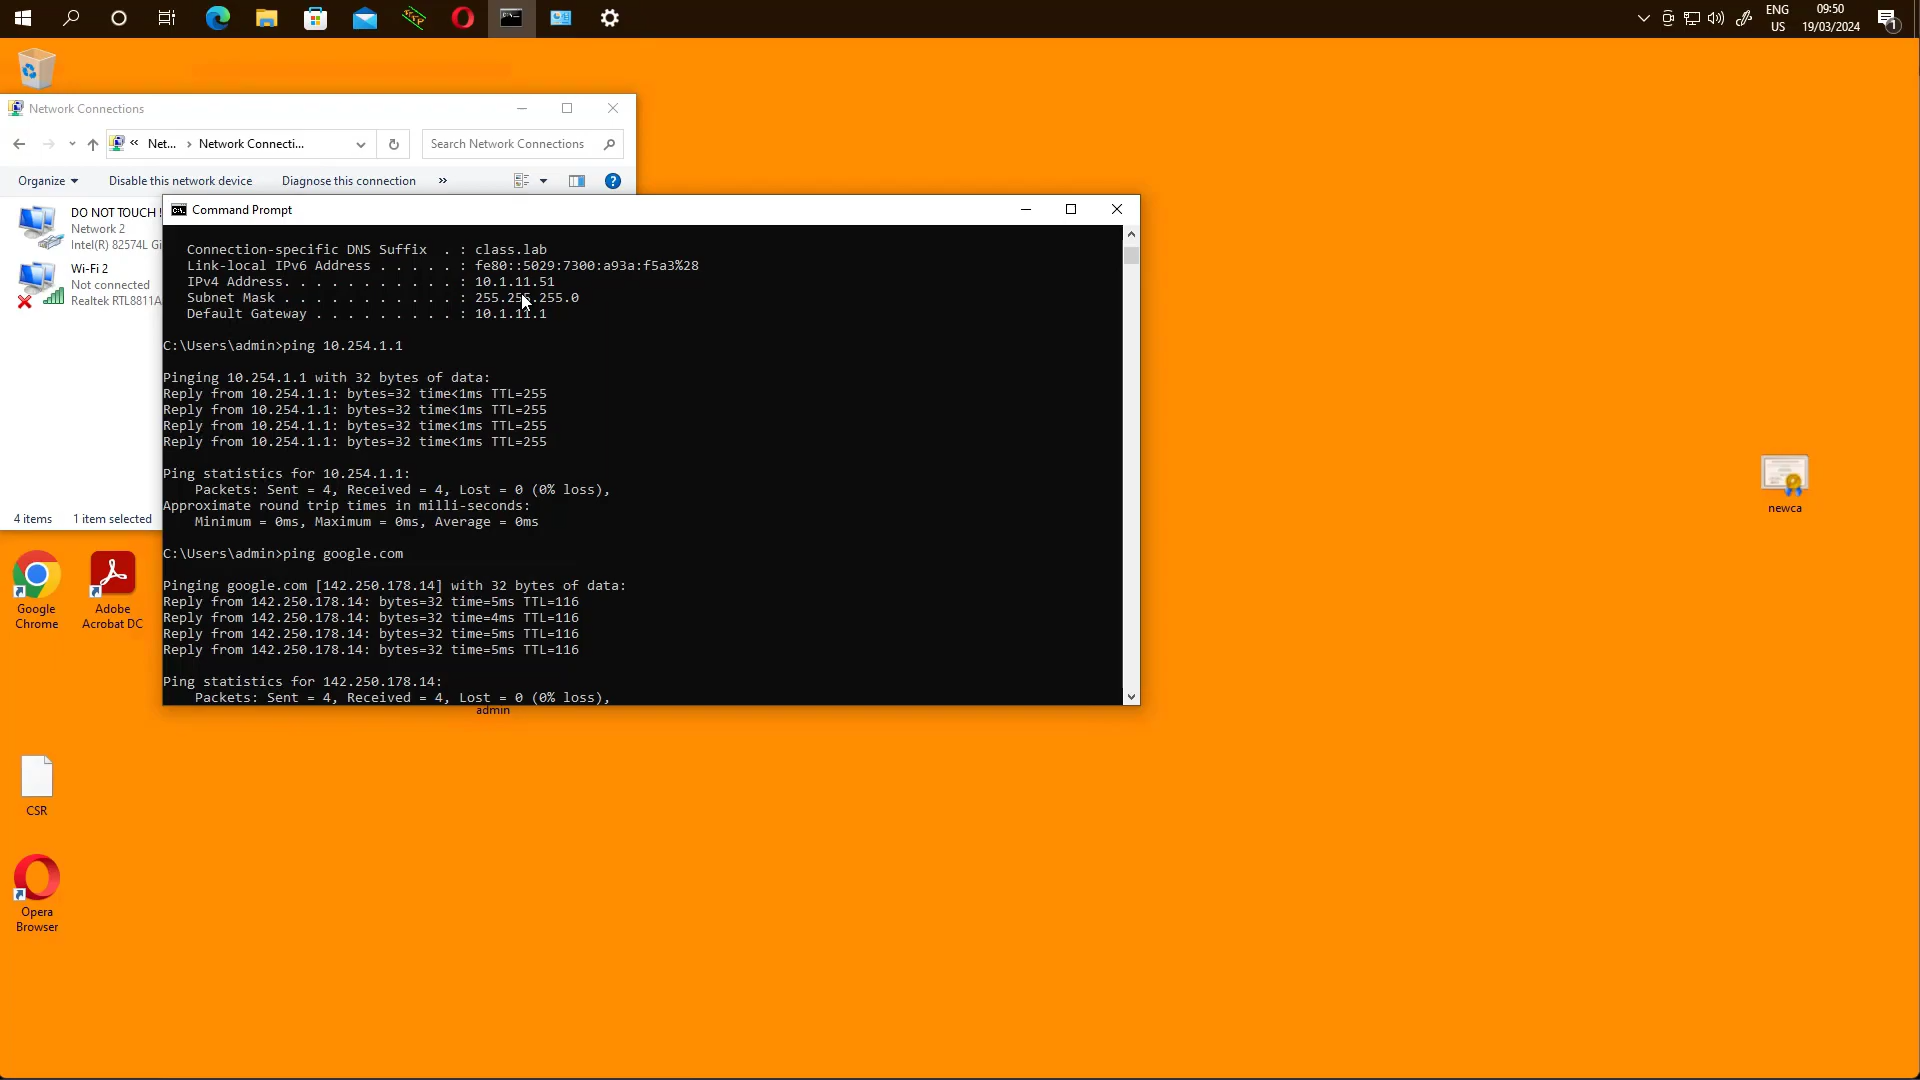 ENG
US
09:50
19/03/2024
1
Network Connections
« Net... › Network Connecti...
Search Network Connections
Organize
Disable this network device
Diagnose this connection
»
DO NOT TOUCH !
Network 2
Intel(R) 82574L Gi
Wi-Fi 2
Not connected
Realtek RTL8811A
4 items
1 item selected
Command Prompt
Connection-specific DNS Suffix  . : class.lab
Link-local IPv6 Address . . . . . : fe80::5029:7300:a93a:f5a3%28
IPv4 Address. . . . . . . . . . . : 10.1.11.51
Subnet Mask . . . . . . . . . . . : 255.255.255.0
Default Gateway . . . . . . . . . : 10.1.11.1
C:\Users\admin>ping 10.254.1.1
Pinging 10.254.1.1 with 32 bytes of data:
Reply from 10.254.1.1: bytes=32 time<1ms TTL=255
Reply from 10.254.1.1: bytes=32 time<1ms TTL=255
Reply from 10.254.1.1: bytes=32 time<1ms TTL=255
Reply from 10.254.1.1: bytes=32 time<1ms TTL=255
Ping statistics for 10.254.1.1:
Packets: Sent = 4, Received = 4, Lost = 0 (0% loss),
Approximate round trip times in milli-seconds:
Minimum = 0ms, Maximum = 0ms, Average = 0ms
C:\Users\admin>ping google.com
Pinging google.com [142.250.178.14] with 32 bytes of data:
Reply from 142.250.178.14: bytes=32 time=5ms TTL=116
Reply from 142.250.178.14: bytes=32 time=4ms TTL=116
Reply from 142.250.178.14: bytes=32 time=5ms TTL=116
Reply from 142.250.178.14: bytes=32 time=5ms TTL=116
Ping statistics for 142.250.178.14:
Packets: Sent = 4, Received = 4, Lost = 0 (0% loss),
admin
newca
Google
Chrome
Adobe
Acrobat DC
CSR
Opera
Browser